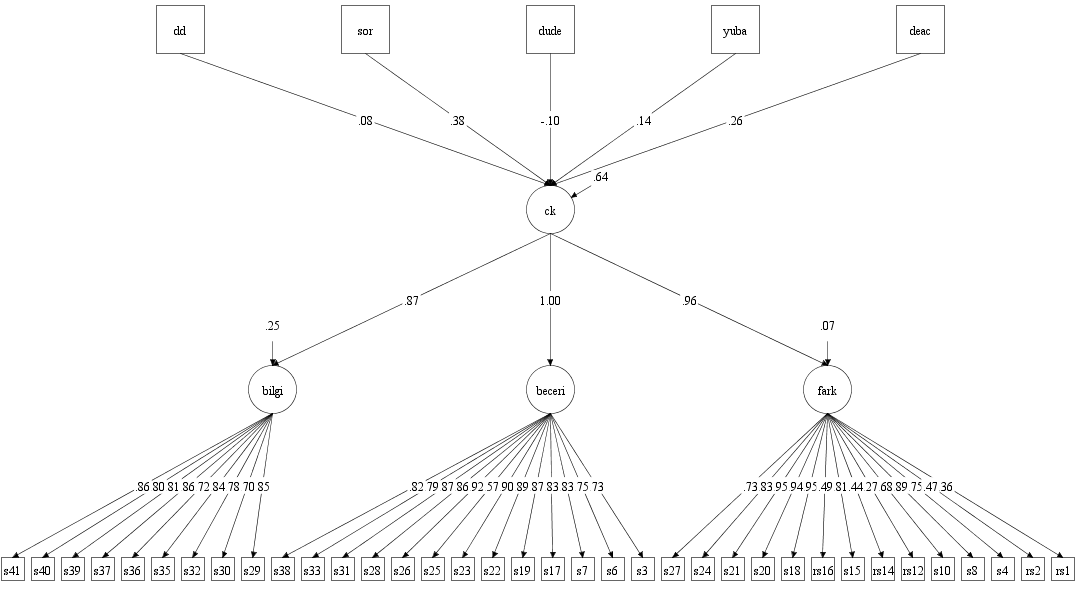 dd sor dude yuba deac
.08 .38 -.10 .14 .26
.64
ck
.87 1.00 .96
.25 .07
bilgi beceri fark
.86 80 81 86 72 84 78 70 85 .82 79 87 86 92 57 90 89 87 83 83 75 73 .73 83 95 94 95 .49 81 .44 27 68 89 75 .47 36
s41 s40 s39 s37 s36 s35 s32 s30 s29 s38 s33 s31 s28 s26 s25 s23 s22 s19 s17 s7 s6 s3 s27 s24 s21 s20 s18 rs16 s15 rs14 rs12 s10 s8 s4 rs2 rs1